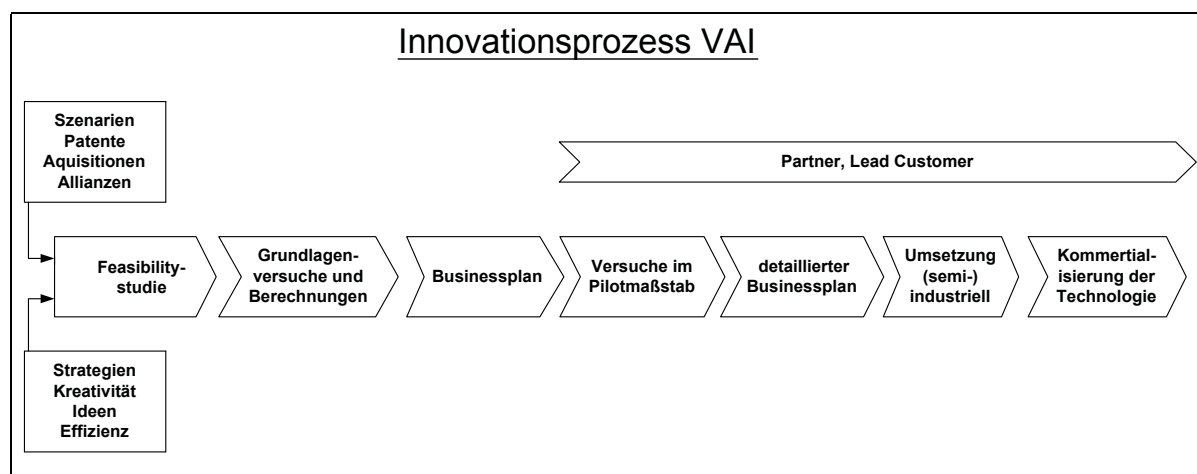 Innovationsprozess VAI
Szenarien
Patente
Aquisitionen
Allianzen
Partner, Lead Customer
Feasibility-
studie
Grundlagen-
versuche und
Berechnungen
Businessplan
Versuche im
Pilotmaßstab
detaillierter
Businessplan
Umsetzung
(semi-)
industriell
Kommertial-
isierung der
Technologie
Strategien
Kreativität
Ideen
Effizienz